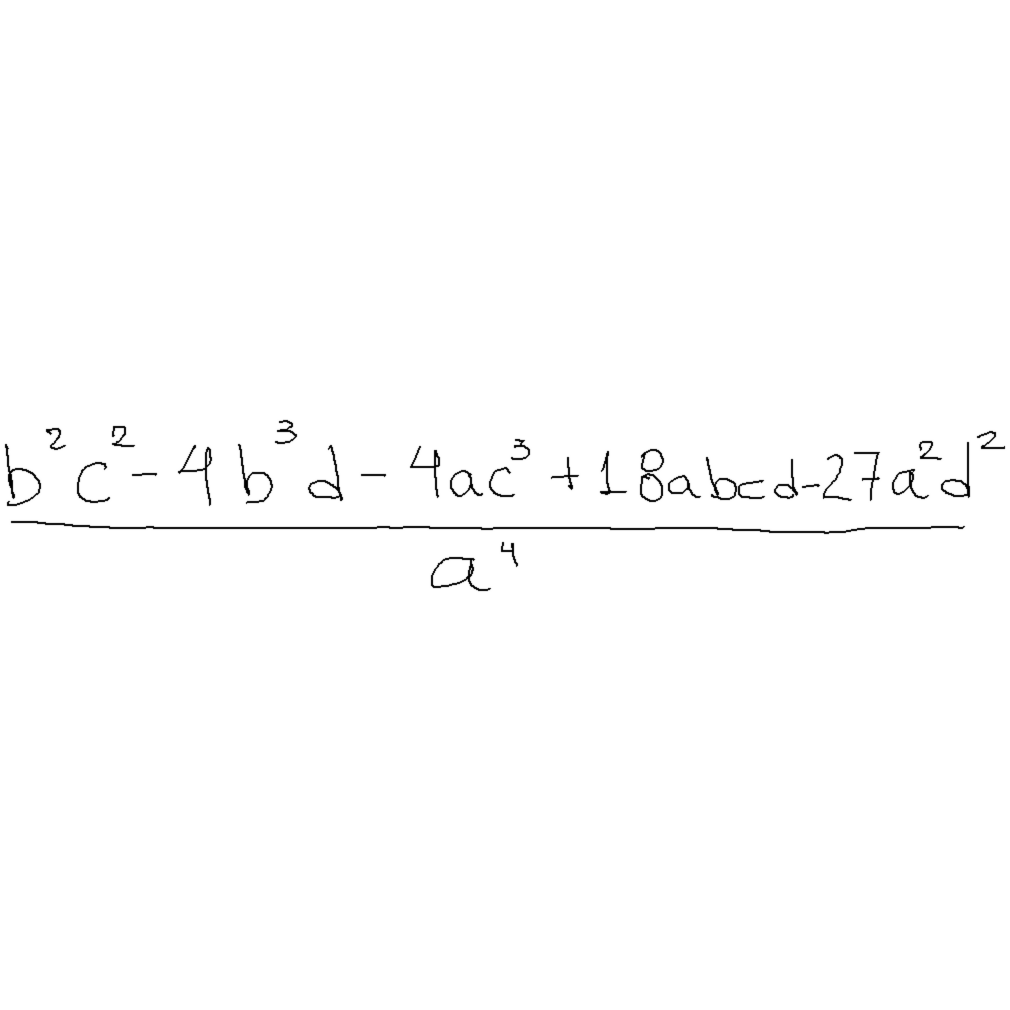 b²c² - 4b³d - 4ac³ + 18abcd - 27a²d²
a⁴